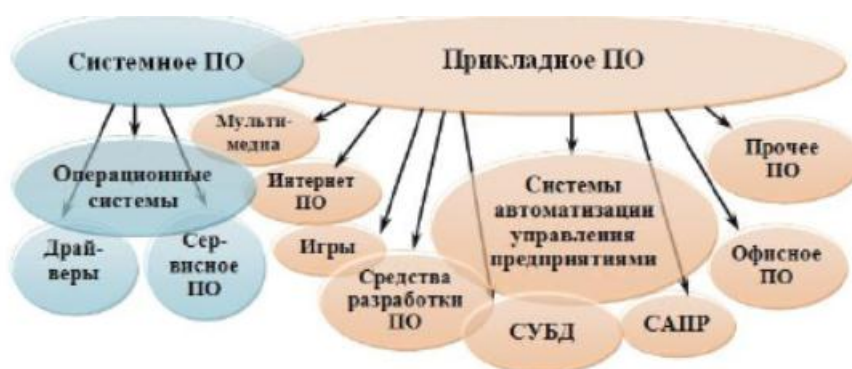 Системное ПО
Прикладное ПО
Мульти-
медиа
Интернет
ПО
Игры
Средства
разработки
ПО
Системы
автоматизации
управления
предприятиями
Прочее
ПО
Операционные
системы
Драй-
веры
Сер-
висное
ПО
СУБД
САПР
Офисное
ПО